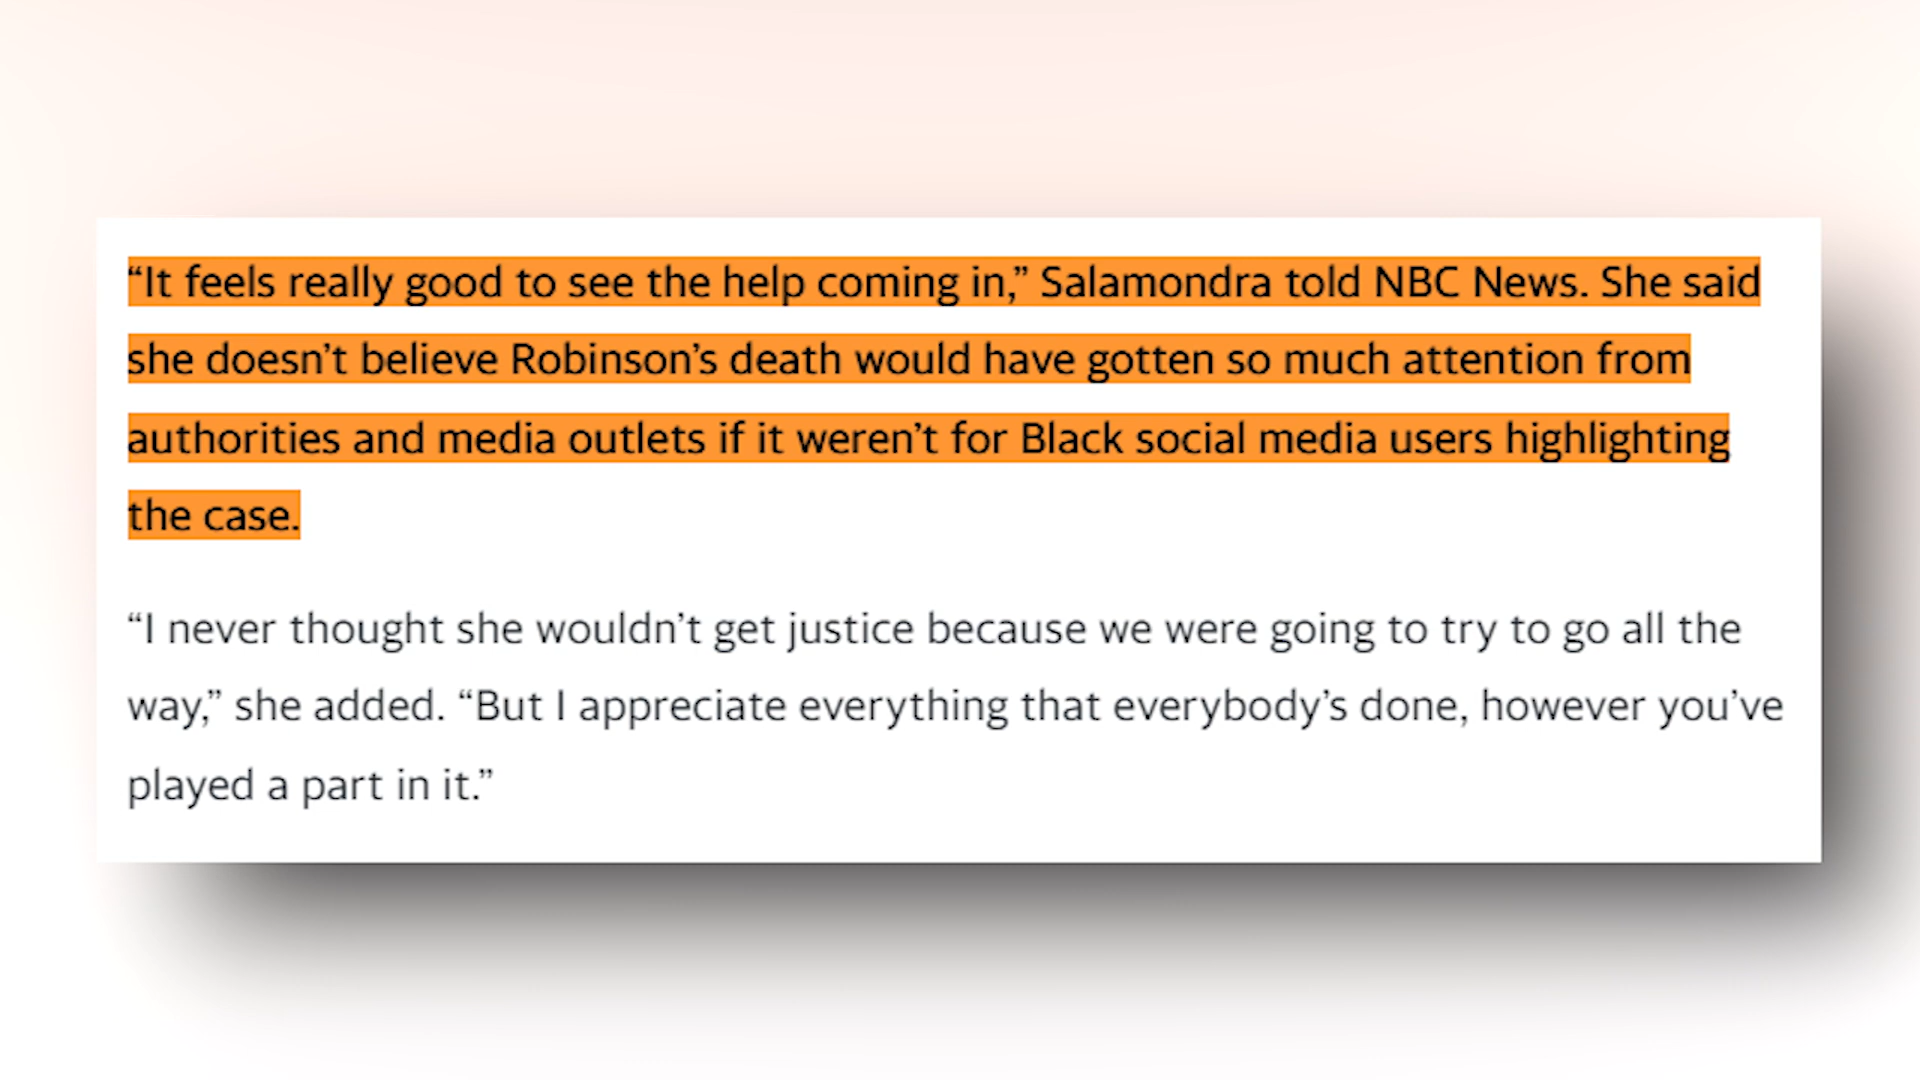 “It feels really good to see the help coming in,” Salamondra told NBC News. She said
she doesn’t believe Robinson’s death would have gotten so much attention from
authorities and media outlets if it weren’t for Black social media users highlighting
the case.
“I never thought she wouldn’t get justice because we were going to try to go all the
way,” she added. “But I appreciate everything that everybody’s done, however you’ve
played a part in it.”